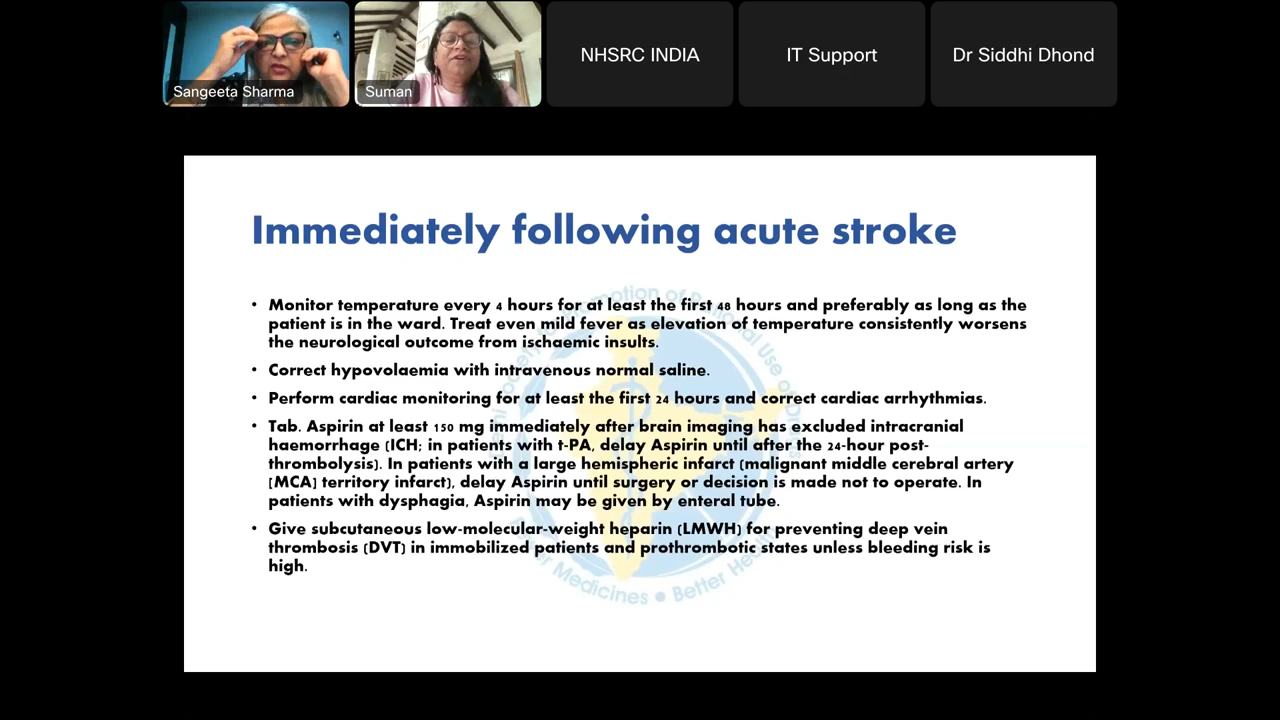 Sangeeta Sharma
Suman
NHSRC INDIA
IT Support
Dr Siddhi Dhond
Immediately following acute stroke
• Monitor temperature every 4 hours for at least the first 48 hours and preferably as long as the
patient is in the ward. Treat even mild fever as elevation of temperature consistently worsens
the neurological outcome from ischaemic insults.
• Correct hypovolaemia with intravenous normal saline.
• Perform cardiac monitoring for at least the first 24 hours and correct cardiac arrhythmias.
• Tab. Aspirin at least 150 mg immediately after brain imaging has excluded intracranial
haemorrhage (ICH; in patients with t-PA, delay Aspirin until after the 24-hour post-
thrombolysis). In patients with a large hemispheric infarct (malignant middle cerebral artery
[MCA] territory infarct), delay Aspirin until surgery or decision is made not to operate. In
patients with dysphagia, Aspirin may be given by enteral tube.
• Give subcutaneous low-molecular-weight heparin (LMWH) for preventing deep vein
thrombosis (DVT) in immobilized patients and prothrombotic states unless bleeding risk is
high.
Medicines • Better